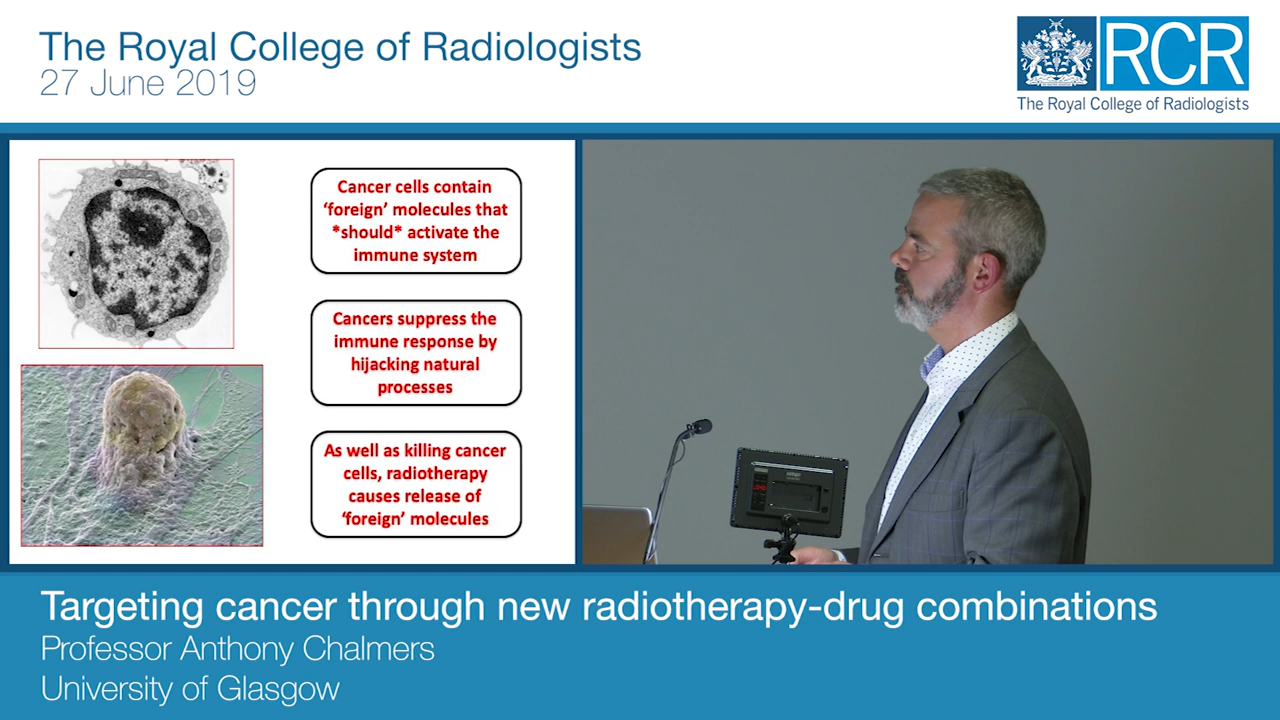 The Royal College of Radiologists
27 June 2019
RCR
The Royal College of Radiologists
Cancer cells contain
‘foreign’ molecules that
*should* activate the
immune system
Cancers suppress the
immune response by
hijacking natural
processes
As well as killing cancer
cells, radiotherapy
causes release of
‘foreign’ molecules
Targeting cancer through new radiotherapy-drug combinations
Professor Anthony Chalmers
University of Glasgow